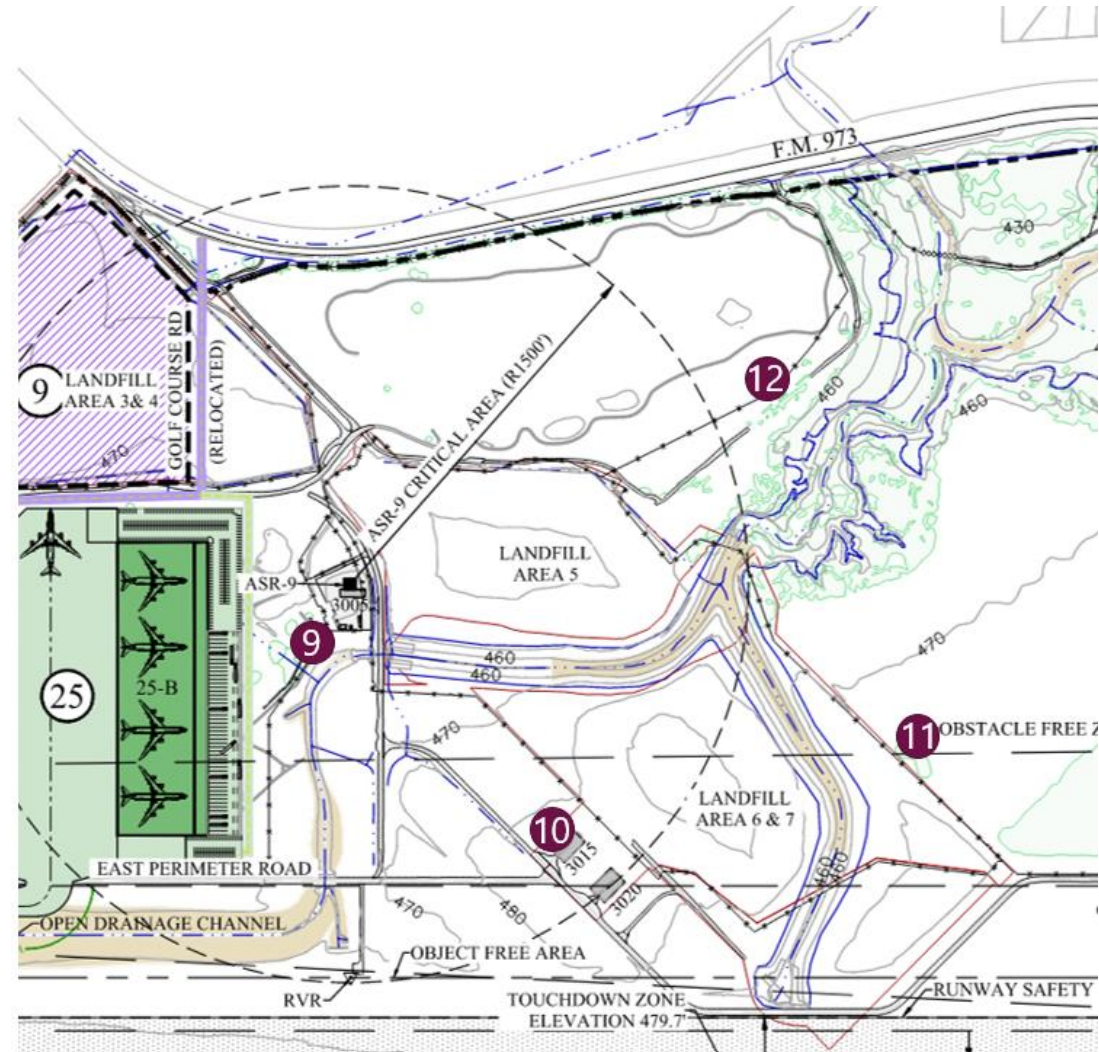 F.M. 973
430
GOLF COURSE RD
(RELOCATED)
9
LANDFILL
AREA 3& 4
470
ASR-9 CRITICAL AREA (R1500')
12
460
460
LANDFILL
AREA 5
ASR-9
3005
9
460
460
470
25
25-B
470
11
OBSTACLE FREE Z
LANDFILL
AREA 6 & 7
10
3015
3020
460
460
EAST PERIMETER ROAD
470
480
OPEN DRAINAGE CHANNEL
OBJECT FREE AREA
RVR
TOUCHDOWN ZONE
ELEVATION 479.7'
RUNWAY SAFETY